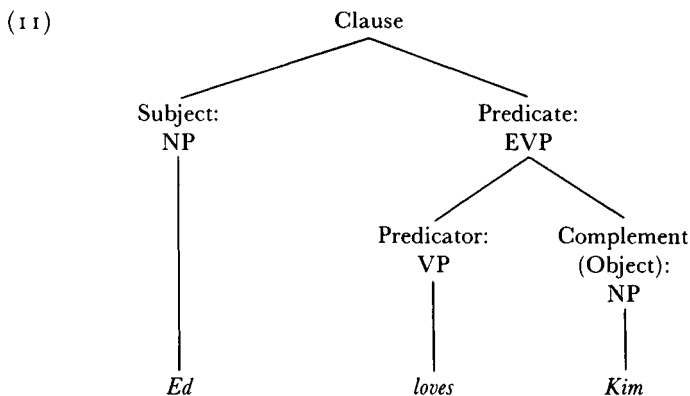 (11)
Clause
Subject:
NP
Predicate:
EVP
Predicator:
VP
Complement
(Object):
NP
Ed loves Kim